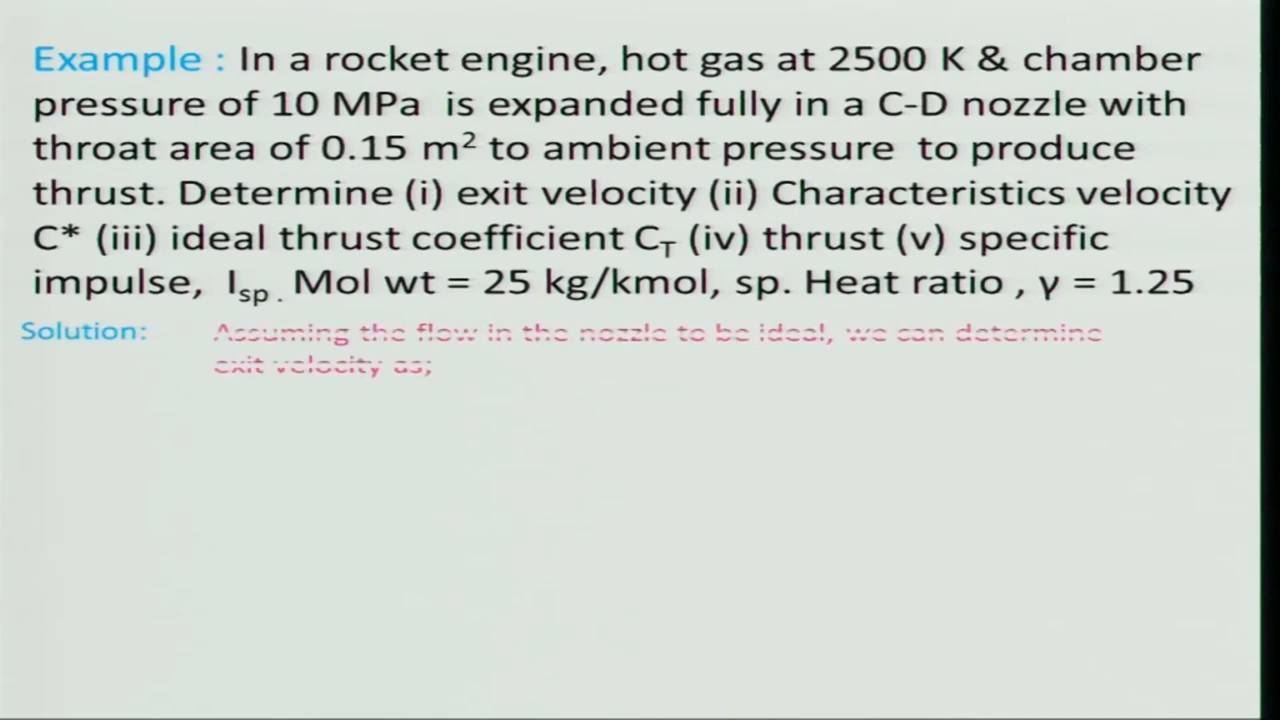 Example : In a rocket engine, hot gas at 2500 K & chamber
pressure of 10 MPa is expanded fully in a C-D nozzle with
throat area of 0.15 m² to ambient pressure to produce
thrust. Determine (i) exit velocity (ii) Characteristics velocity
C* (iii) ideal thrust coefficient C_T (iv) thrust (v) specific
impulse, I_sp . Mol wt = 25 kg/kmol, sp. Heat ratio , γ = 1.25
Solution: Assuming the flow in the nozzle to be ideal, we can determine
exit velocity as;